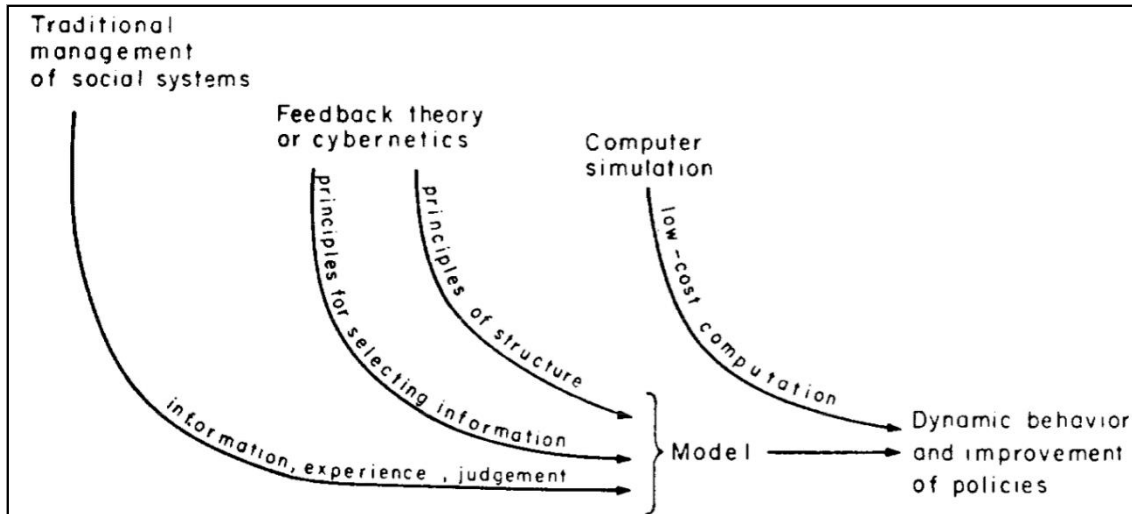 Traditional
management
of social systems
Feedback theory
or cybernetics
Computer
simulation
principles for selecting information
principles of structure
low-cost computation
information, experience, judgement
Model
Dynamic behavior
and improvement
of policies